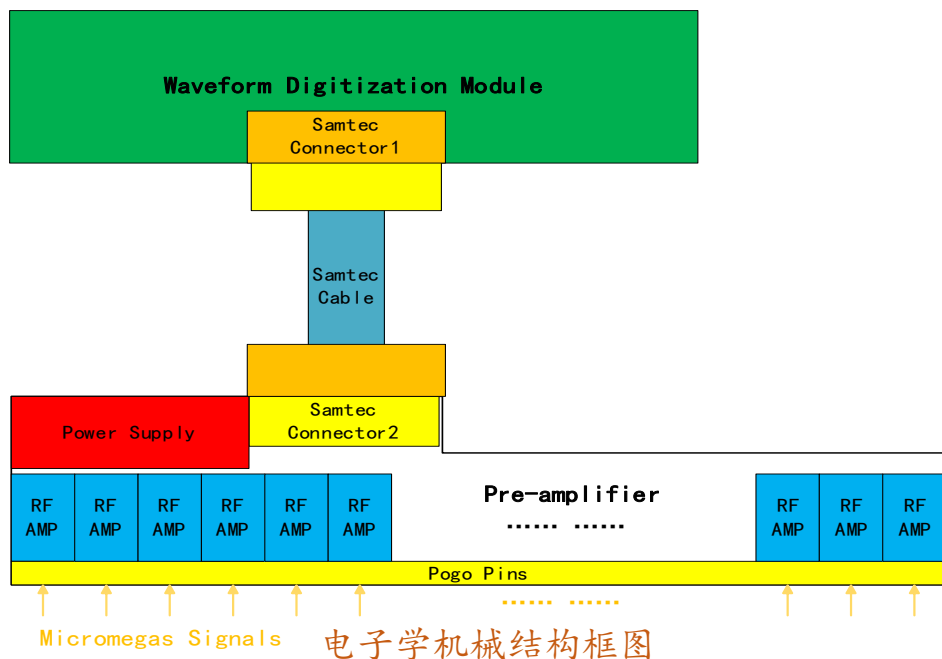 Waveform Digitization Module
Samtec
Connector1
Samtec
Cable
Power Supply
Samtec
Connector2
Pre-amplifier
…… ……
RF
AMP
RF
AMP
RF
AMP
RF
AMP
RF
AMP
RF
AMP
RF
AMP
RF
AMP
RF
AMP
Pogo Pins
…… ……
Micromegas Signals
电子学机械结构框图